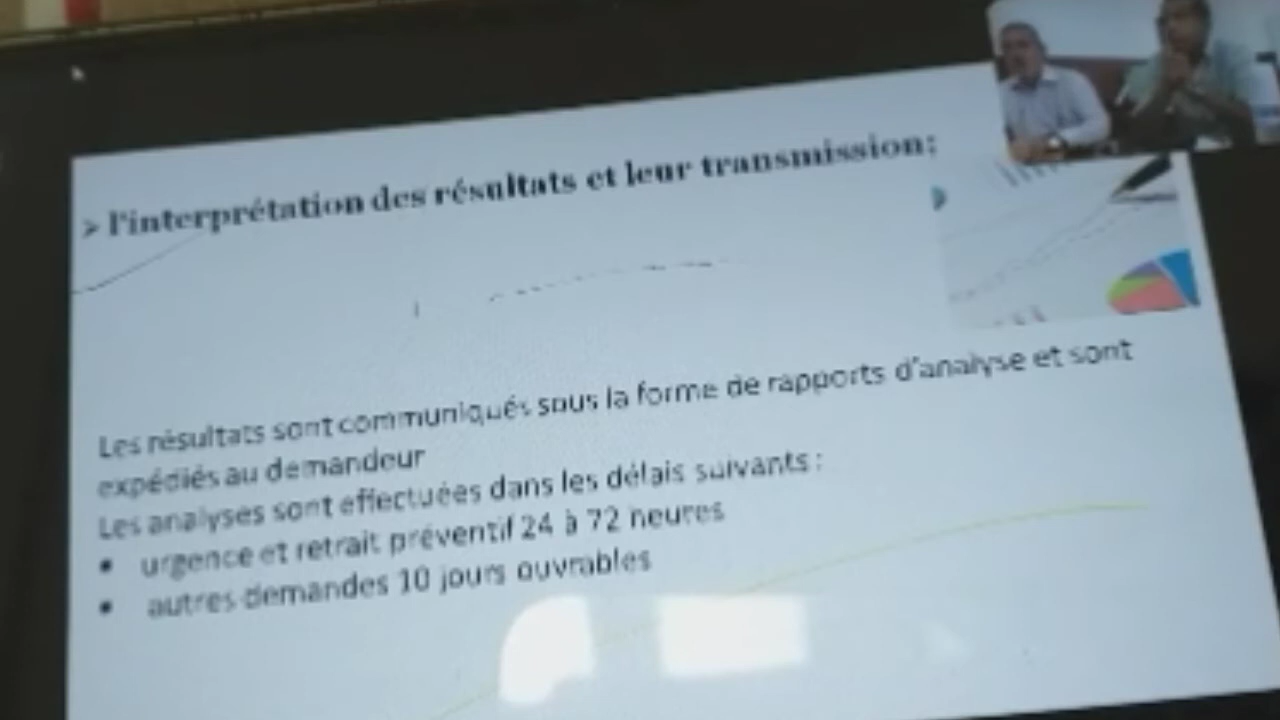 ➢ l'interprétation des résultats et leur transmission:
Les résultats sont communiqués sous la forme de rapports d'analyse et sont
expédiés au demandeur
Les analyses sont effectuées dans les délais suivants :
• urgence et retrait préventif 24 à 72 heures
• autres demandes 10 jours ouvrables